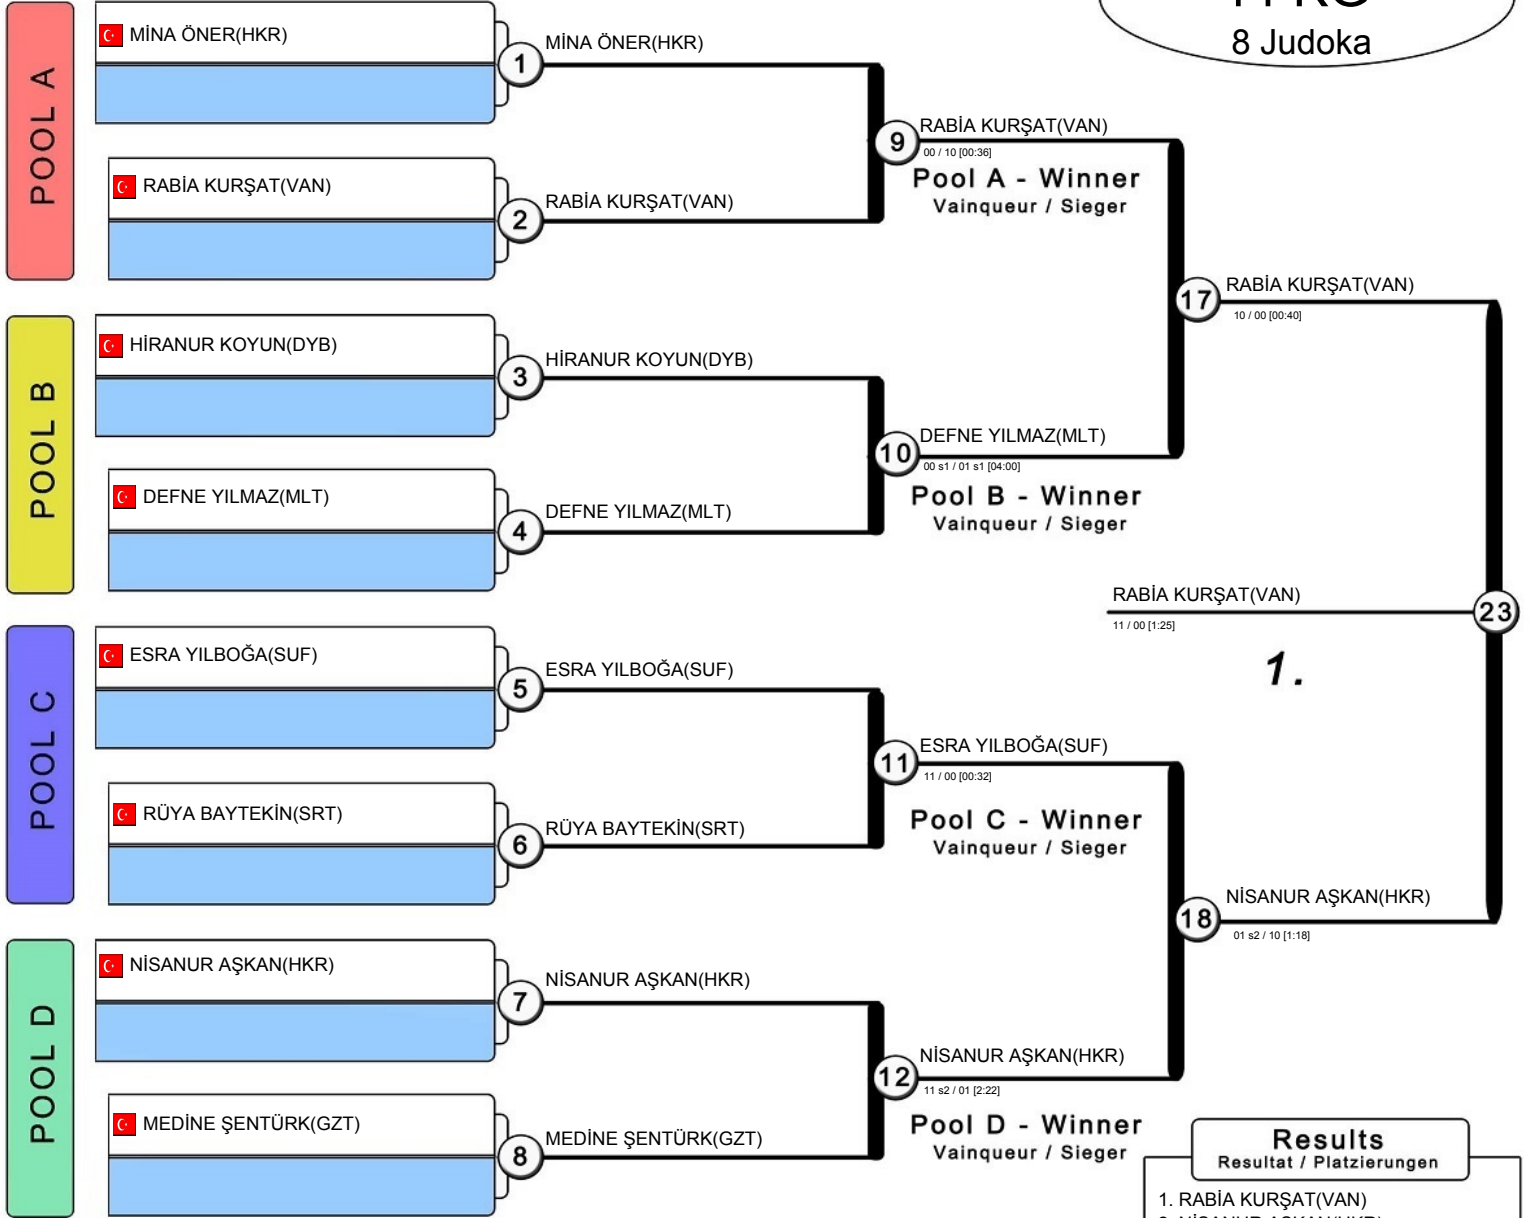 8 Judoka
POOL A
MİNA ÖNER(HKR)
1
MİNA ÖNER(HKR)
RABİA KURŞAT(VAN)
2
RABİA KURŞAT(VAN)
9
RABİA KURŞAT(VAN)
00 / 10 [00:36]
Pool A - Winner
Vainqueur / Sieger
POOL B
HİRANUR KOYUN(DYB)
3
HİRANUR KOYUN(DYB)
DEFNE YILMAZ(MLT)
4
DEFNE YILMAZ(MLT)
10
DEFNE YILMAZ(MLT)
00 s1 / 01 s1 [04:00]
Pool B - Winner
Vainqueur / Sieger
17
RABİA KURŞAT(VAN)
10 / 00 [00:40]
RABİA KURŞAT(VAN)
11 / 00 [1:25]
23
1.
POOL C
ESRA YILBOĞA(SUF)
5
ESRA YILBOĞA(SUF)
RÜYA BAYTEKİN(SRT)
6
RÜYA BAYTEKİN(SRT)
11
ESRA YILBOĞA(SUF)
11 / 00 [00:32]
Pool C - Winner
Vainqueur / Sieger
18
NİSANUR AŞKAN(HKR)
01 s2 / 10 [1:18]
POOL D
NİSANUR AŞKAN(HKR)
7
NİSANUR AŞKAN(HKR)
MEDİNE ŞENTÜRK(GZT)
8
MEDİNE ŞENTÜRK(GZT)
12
NİSANUR AŞKAN(HKR)
11 s2 / 01 [2:22]
Pool D - Winner
Vainqueur / Sieger
Results
Resultat / Platzierungen
1. RABİA KURŞAT(VAN)